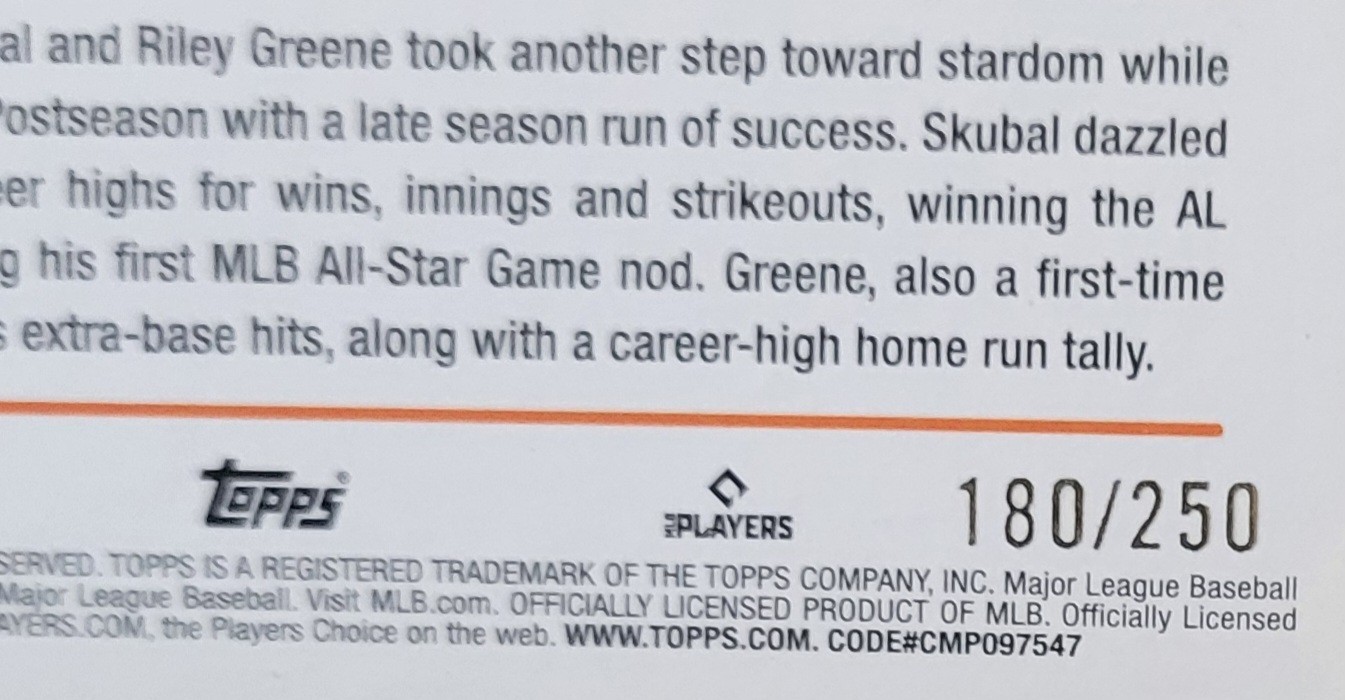 al and Riley Greene took another step toward stardom while
ostseason with a late season run of success. Skubal dazzled
er highs for wins, innings and strikeouts, winning the AL
g his first MLB All-Star Game nod. Greene, also a first-time
s extra-base hits, along with a career-high home run tally.
Topps®
MLB PLAYERS
180/250
SERVED. TOPPS IS A REGISTERED TRADEMARK OF THE TOPPS COMPANY, INC. Major League Baseball
Major League Baseball. Visit MLB.com. OFFICIALLY LICENSED PRODUCT OF MLB. Officially Licensed
AYERS.COM, the Players Choice on the web. WWW.TOPPS.COM. CODE#CMP097547